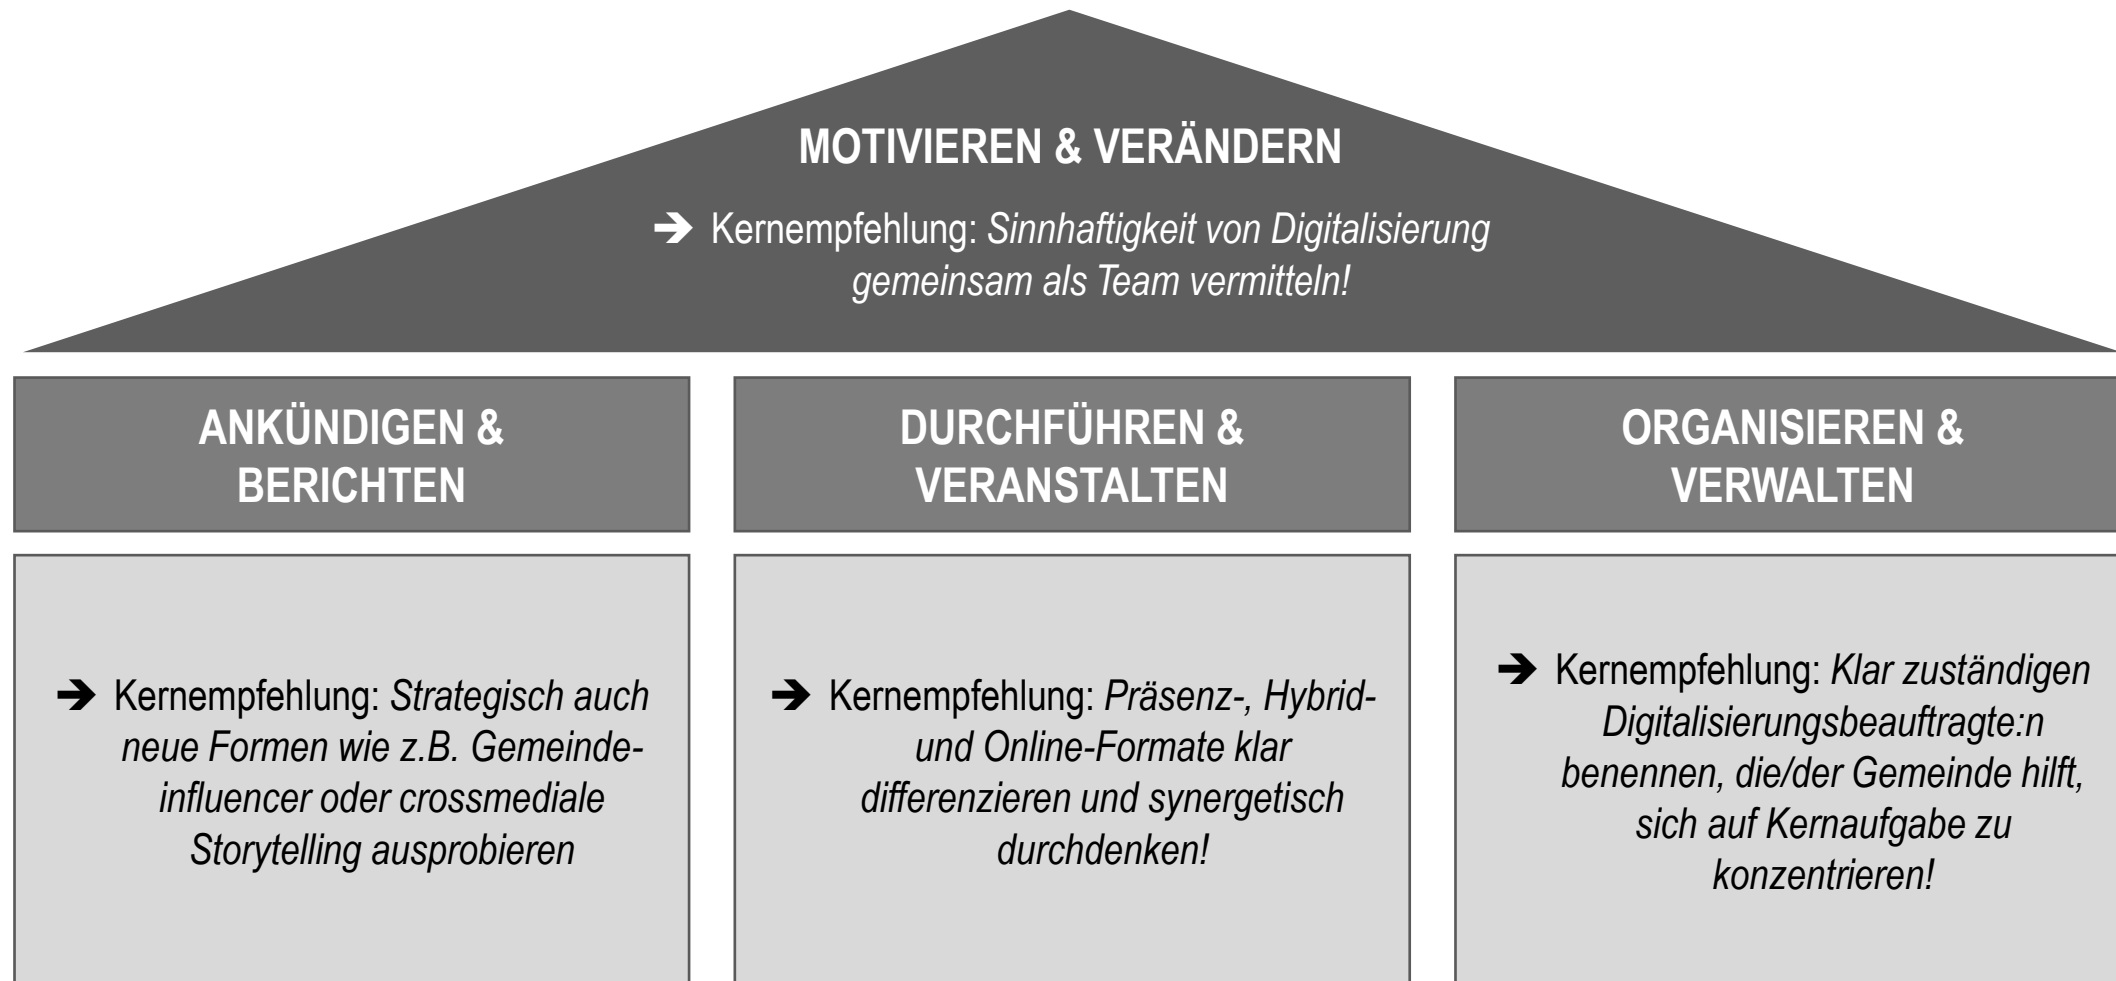 MOTIVIEREN & VERÄNDERN
➔ Kernempfehlung: Sinnhaftigkeit von Digitalisierung
gemeinsam als Team vermitteln!
ANKÜNDIGEN &
BERICHTEN
➔ Kernempfehlung: Strategisch auch
neue Formen wie z.B. Gemeinde-
influencer oder crossmediale
Storytelling ausprobieren
DURCHFÜHREN &
VERANSTALTEN
➔ Kernempfehlung: Präsenz-, Hybrid-
und Online-Formate klar
differenzieren und synergetisch
durchdenken!
ORGANISIEREN &
VERWALTEN
➔ Kernempfehlung: Klar zuständigen
Digitalisierungsbeauftragte:n
benennen, die/der Gemeinde hilft,
sich auf Kernaufgabe zu
konzentrieren!